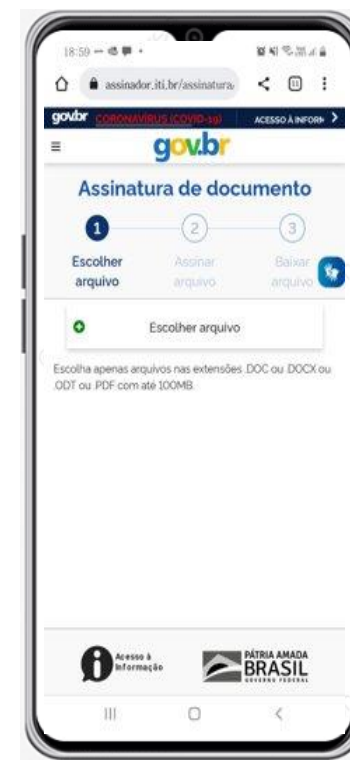 18:59
assinador.iti.br/assinatura
11
govbr CORONAVÍRUS (COVID-19) ACESSO À INFORM
gov.br
Assinatura de documento
1 2 3
Escolher arquivo
Assinar arquivo
Baixar arquivo
Escolher arquivo
Escolha apenas arquivos nas extensões .DOC ou .DOCX ou
.ODT ou .PDF com até 100MB.
Acesso à
Informação
PÁTRIA AMADA
BRASIL
GOVERNO FEDERAL